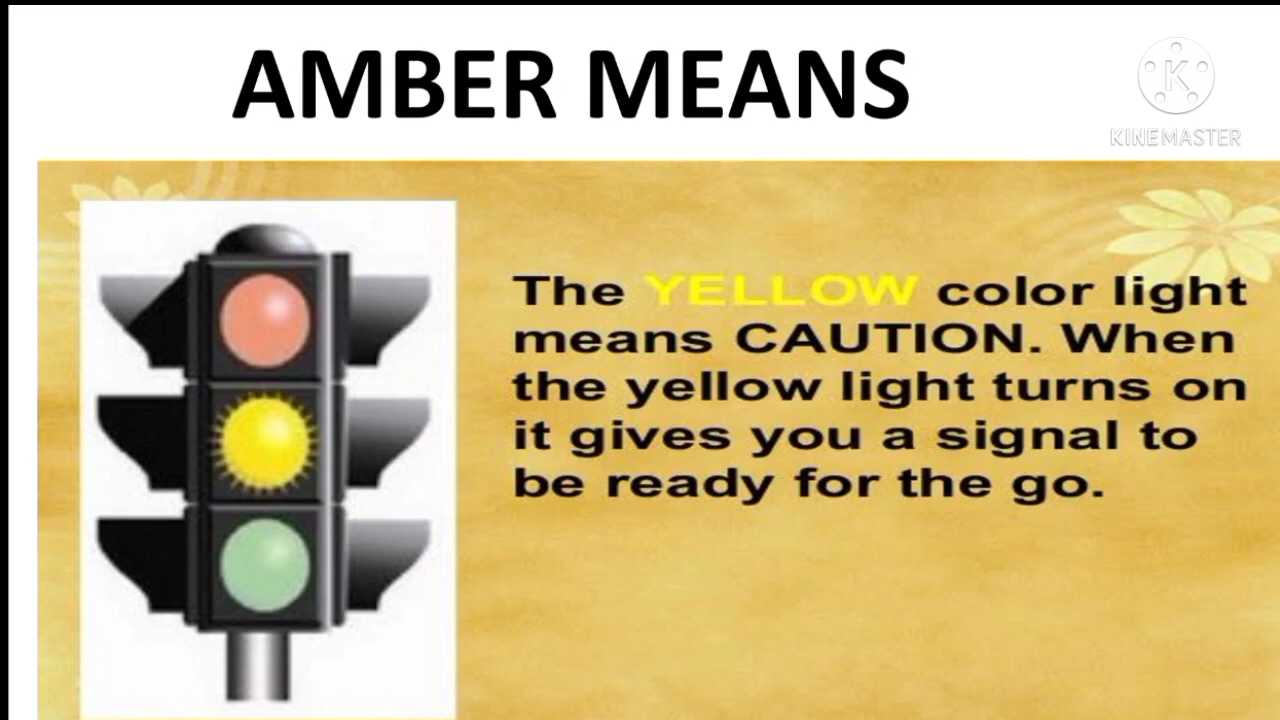 AMBER MEANS
K
KINEMASTER
The YELLOW color light
means CAUTION. When
the yellow light turns on
it gives you a signal to
be ready for the go.